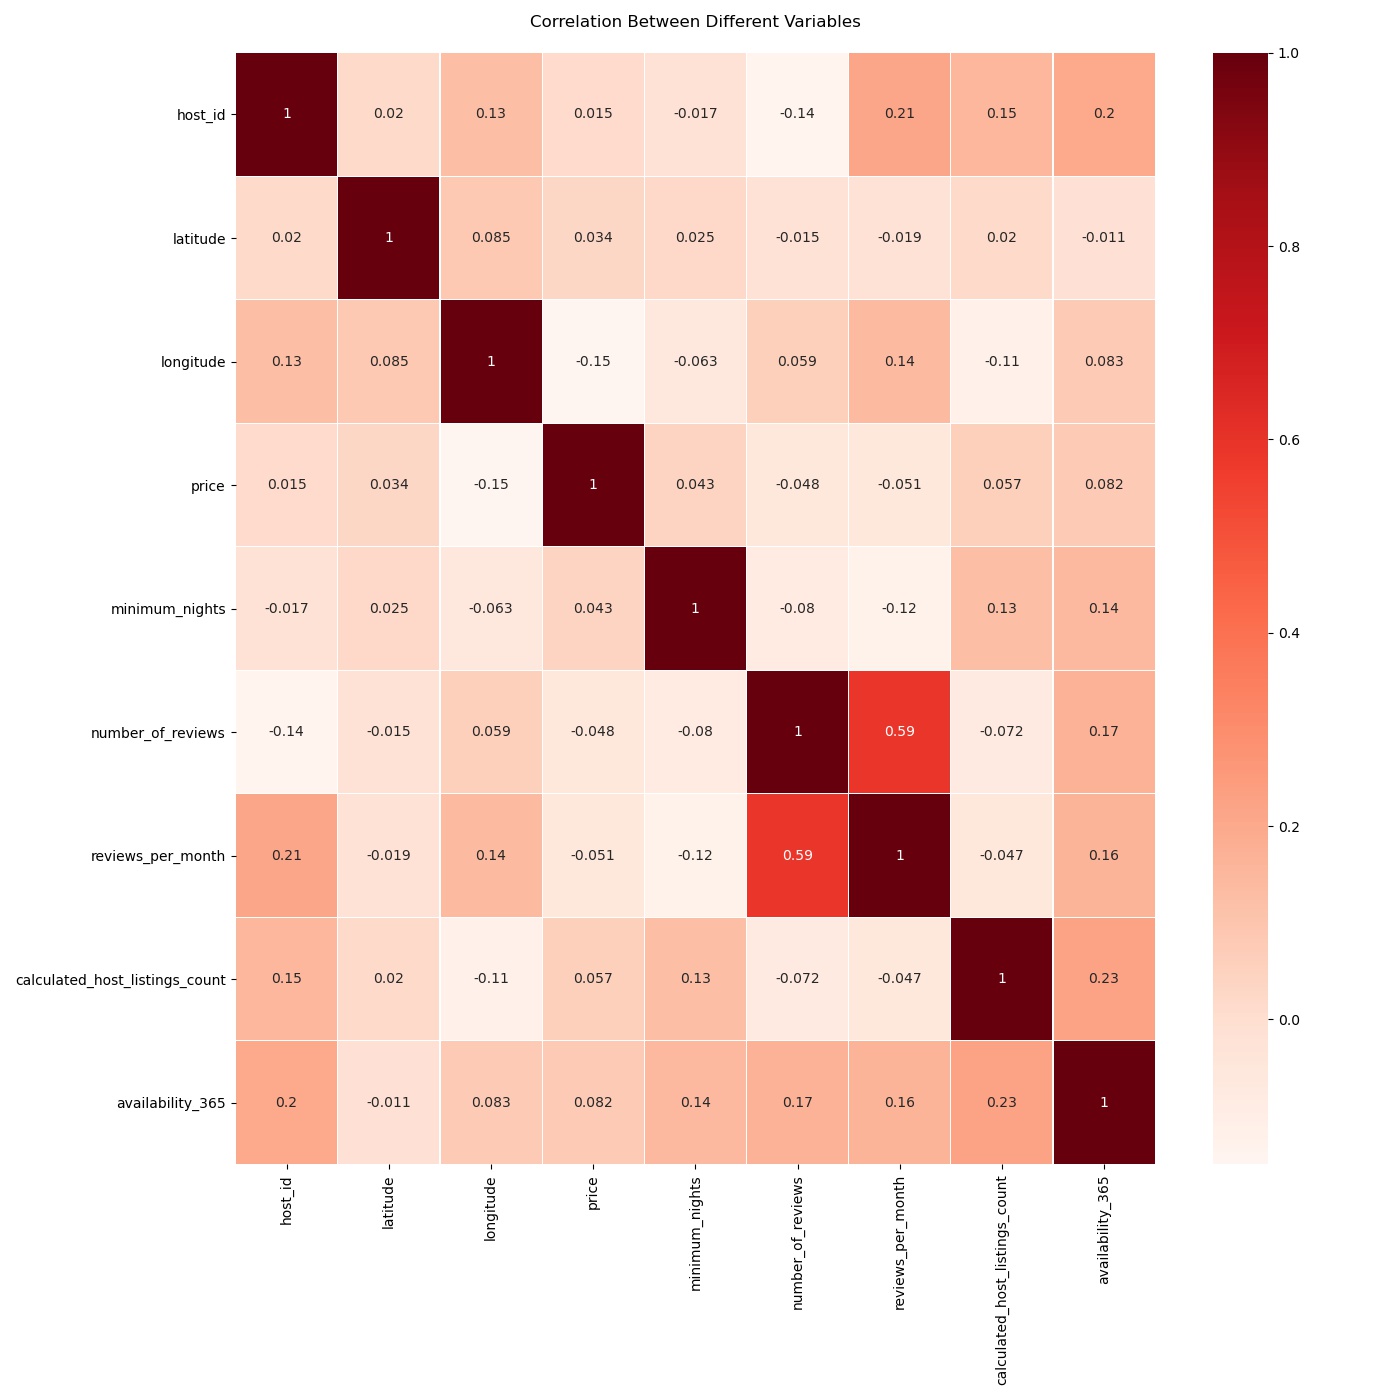 Correlation Between Different Variables
host_id 1 0.02 0.13 0.015 -0.017 -0.14 0.21 0.15 0.2
latitude 0.02 1 0.085 0.034 0.025 -0.015 -0.019 0.02 -0.011
longitude 0.13 0.085 1 -0.15 -0.063 0.059 0.14 -0.11 0.083
price 0.015 0.034 -0.15 1 0.043 -0.048 -0.051 0.057 0.082
minimum_nights -0.017 0.025 -0.063 0.043 1 -0.08 -0.12 0.13 0.14
number_of_reviews -0.14 -0.015 0.059 -0.048 -0.08 1 0.59 -0.072 0.17
reviews_per_month 0.21 -0.019 0.14 -0.051 -0.12 0.59 1 -0.047 0.16
calculated_host_listings_count 0.15 0.02 -0.11 0.057 0.13 -0.072 -0.047 1 0.23
availability_365 0.2 -0.011 0.083 0.082 0.14 0.17 0.16 0.23 1
host_id
latitude
longitude
price
minimum_nights
number_of_reviews
reviews_per_month
calculated_host_listings_count
availability_365
1.0
0.8
0.6
0.4
0.2
0.0